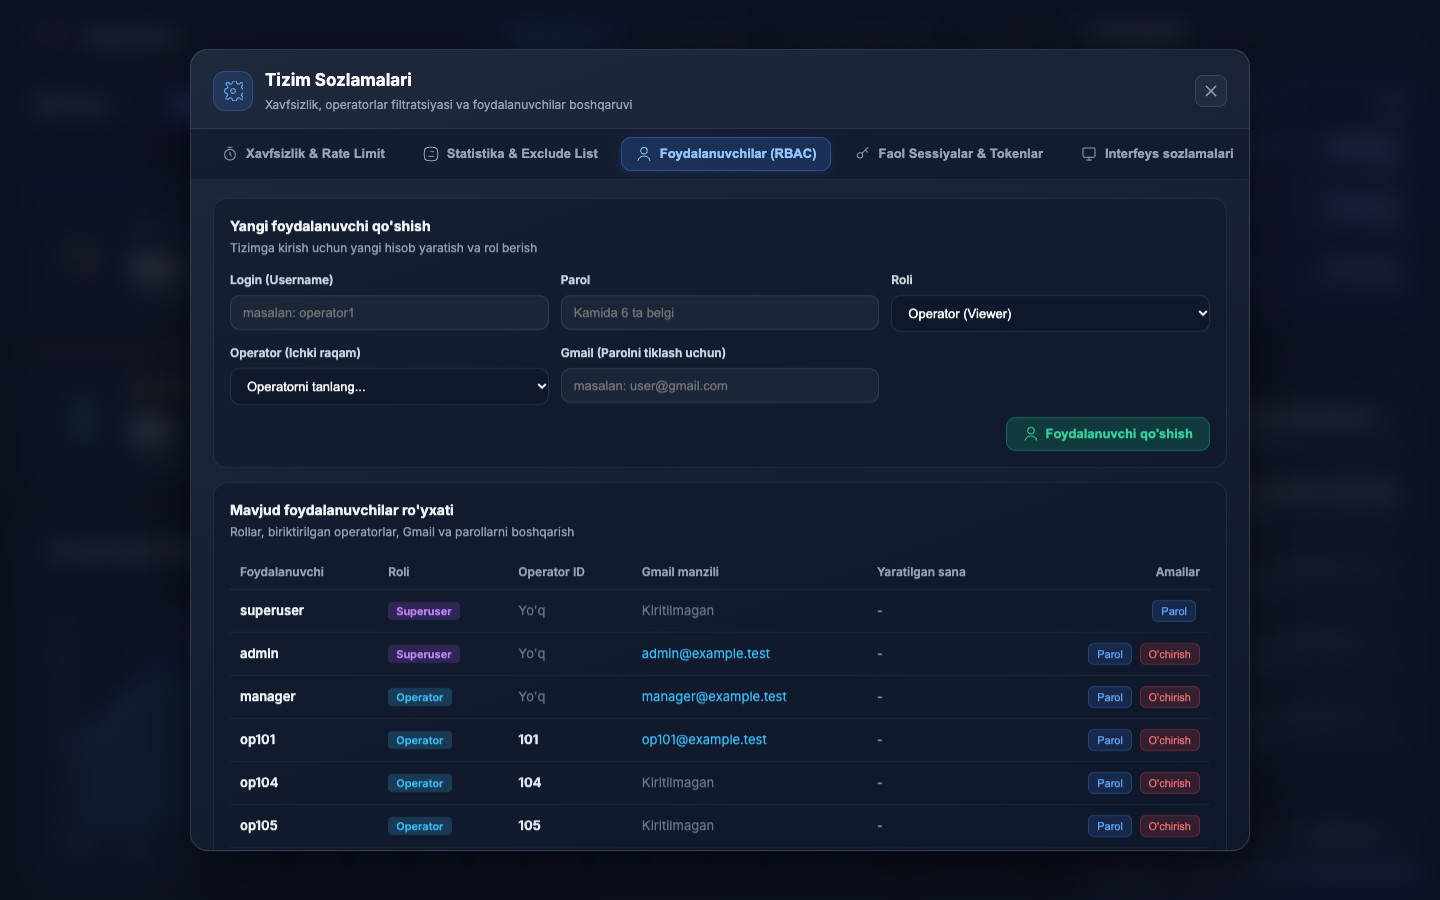 Tizim Sozlamalari
Xavfsizlik, operatorlar filtratsiyasi va foydalanuvchilar boshqaruvi
Xavfsizlik & Rate Limit
Statistika & Exclude List
Foydalanuvchilar (RBAC)
Faol Sessiyalar & Tokenlar
Interfeys sozlamalari
Yangi foydalanuvchi qo'shish
Tizimga kirish uchun yangi hisob yaratish va rol berish
Login (Username) Parol Roli
masalan: operator1 Kamida 6 ta belgi Operator (Viewer)
Operator (Ichki raqam) Gmail (Parolni tiklash uchun)
Operatorni tanlang... masalan: user@gmail.com
Foydalanuvchi qo'shish
Mavjud foydalanuvchilar ro'yxati
Rollar, biriktirilgan operatorlar, Gmail va parollarni boshqarish
Foydalanuvchi Roli Operator ID Gmail manzili Yaratilgan sana Amallar
superuser Superuser Yo'q Kiritilmagan - Parol
admin Superuser Yo'q admin@example.test - Parol O'chirish
manager Operator Yo'q manager@example.test - Parol O'chirish
op101 Operator 101 op101@example.test - Parol O'chirish
op104 Operator 104 Kiritilmagan - Parol O'chirish
op105 Operator 105 Kiritilmagan - Parol O'chirish